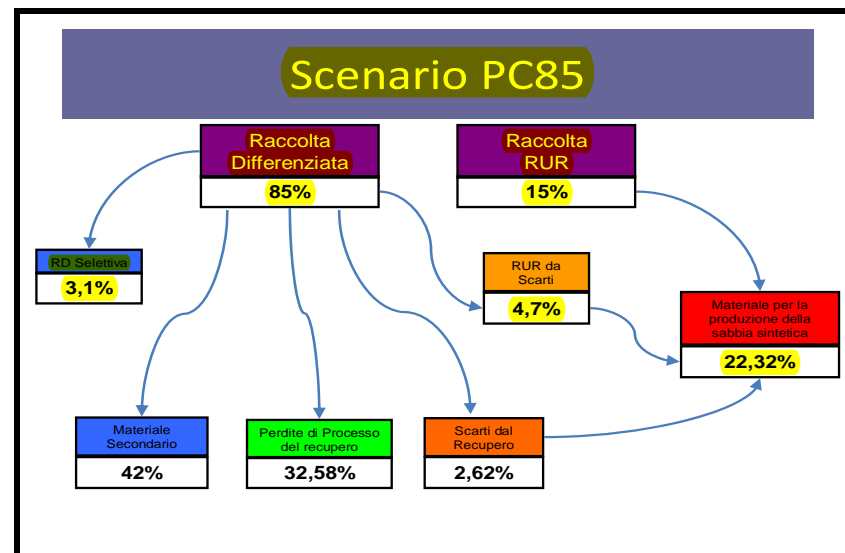 Scenario PC85
Raccolta
Differenziata
85%
Raccolta
RUR
15%
RD Selettiva
3,1%
RUR da
Scarti
4,7%
Materiale per la
produzione della
sabbia sintetica
22,32%
Materiale
Secondario
42%
Perdite di Processo
del recupero
32,58%
Scarti dal
Recupero
2,62%